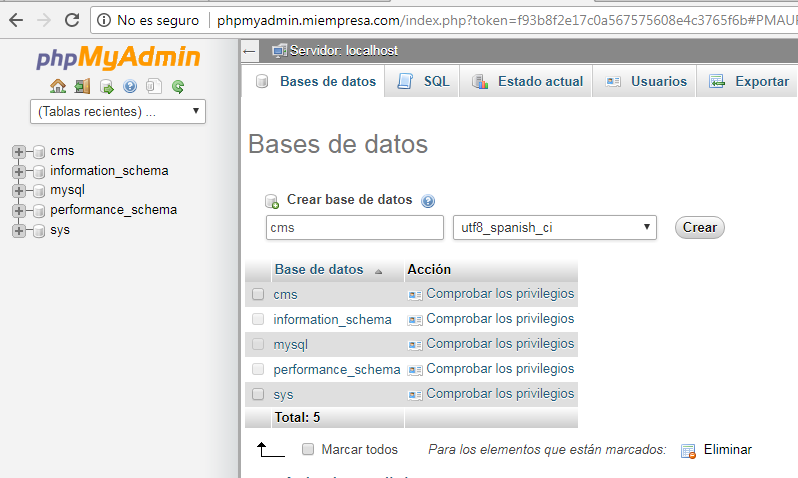 No es seguro | phpmyadmin.miempresa.com/index.php?token=f93b8f2e17c0a567575608e4c3765f6b#PMAUR
phpMyAdmin
(Tablas recientes) ...
cms
information_schema
mysql
performance_schema
sys
Servidor: localhost
Bases de datos SQL Estado actual Usuarios Exportar
Bases de datos
Crear base de datos
cms utf8_spanish_ci Crear
Base de datos Acción
cms Comprobar los privilegios
information_schema Comprobar los privilegios
mysql Comprobar los privilegios
performance_schema Comprobar los privilegios
sys Comprobar los privilegios
Total: 5
Marcar todos Para los elementos que están marcados: Eliminar